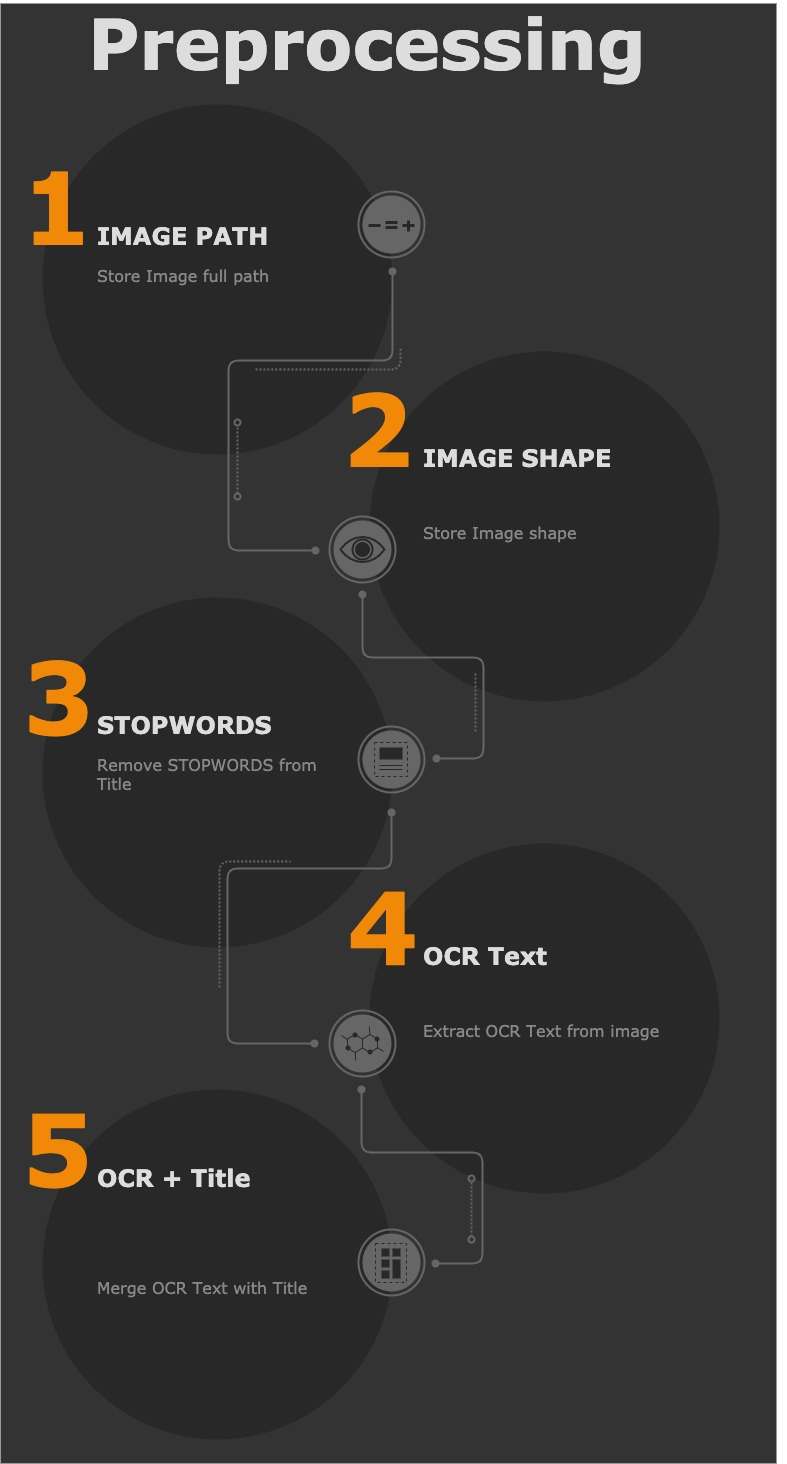 Preprocessing
1
IMAGE PATH
Store Image full path
2
IMAGE SHAPE
Store Image shape
3
STOPWORDS
Remove STOPWORDS from
Title
4
OCR Text
Extract OCR Text from image
5
OCR + Title
Merge OCR Text with Title